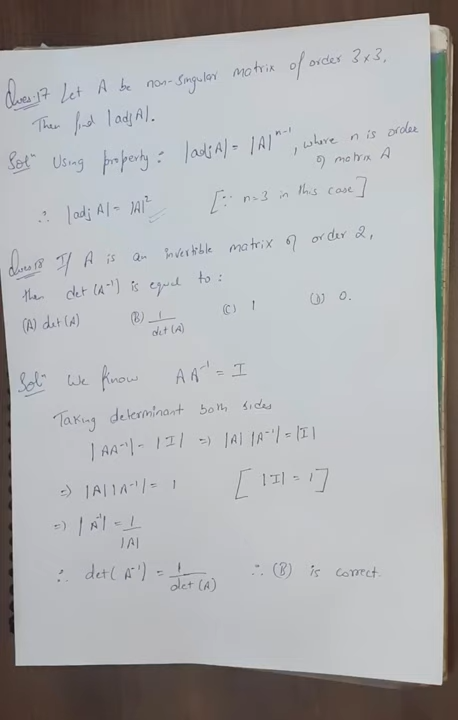 Ques-17 Let A be non-singular matrix of order 3×3,
Then find |adj A|.
Solⁿ Using property: |adj A| = |A|ⁿ⁻¹, where n is order
of matrix A
∴ |adj A| = |A|² [∵ n=3 in this case]
Ques 18 If A is an invertible matrix of order 2,
then det (A⁻¹) is equal to :
(A) det (A) (B) 1/det (A) (C) 1 (D) 0.
Solⁿ We know AA⁻¹ = I
Taking determinant both sides
|AA⁻¹| = |I| => |A| |A⁻¹| = |I|
=> |A| |A⁻¹| = 1 [ |I| = 1 ]
=> |A⁻¹| = 1/|A|
∴ det (A⁻¹) = 1/det (A) ∴ (B) is correct.